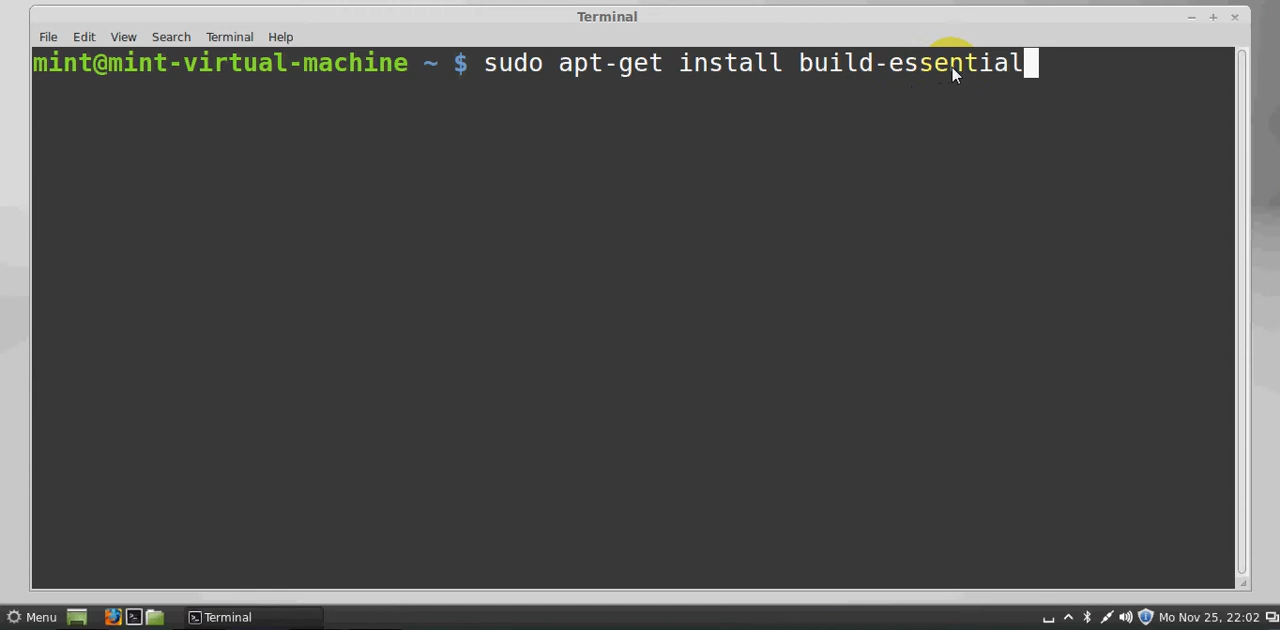 Terminal
File Edit View Search Terminal Help
mint@mint-virtual-machine ~ $ sudo apt-get install build-essential
Menu Terminal Mo Nov 25, 22:02